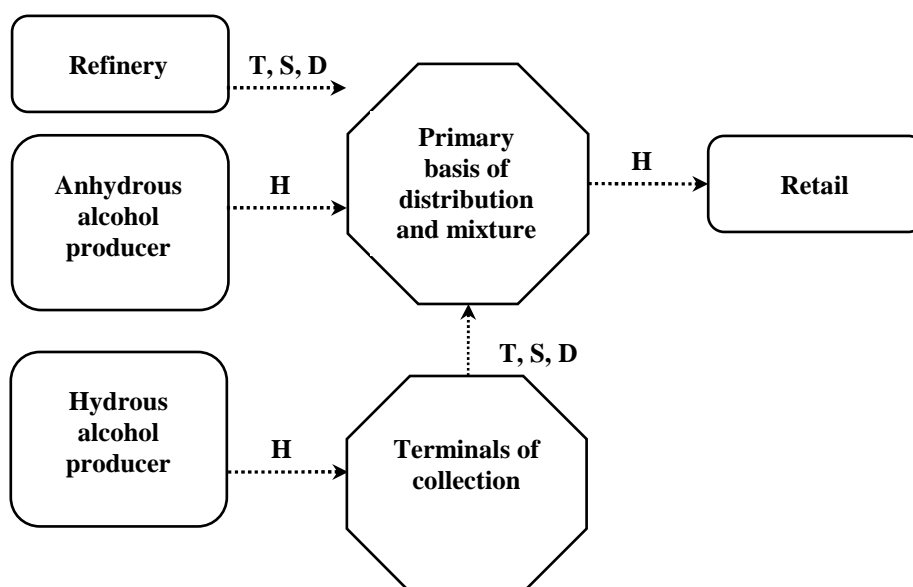 Refinery
T, S, D
Anhydrous
alcohol
producer
H
Primary
basis of
distribution
and mixture
H
Retail
T, S, D
Hydrous
alcohol
producer
H
Terminals of
collection